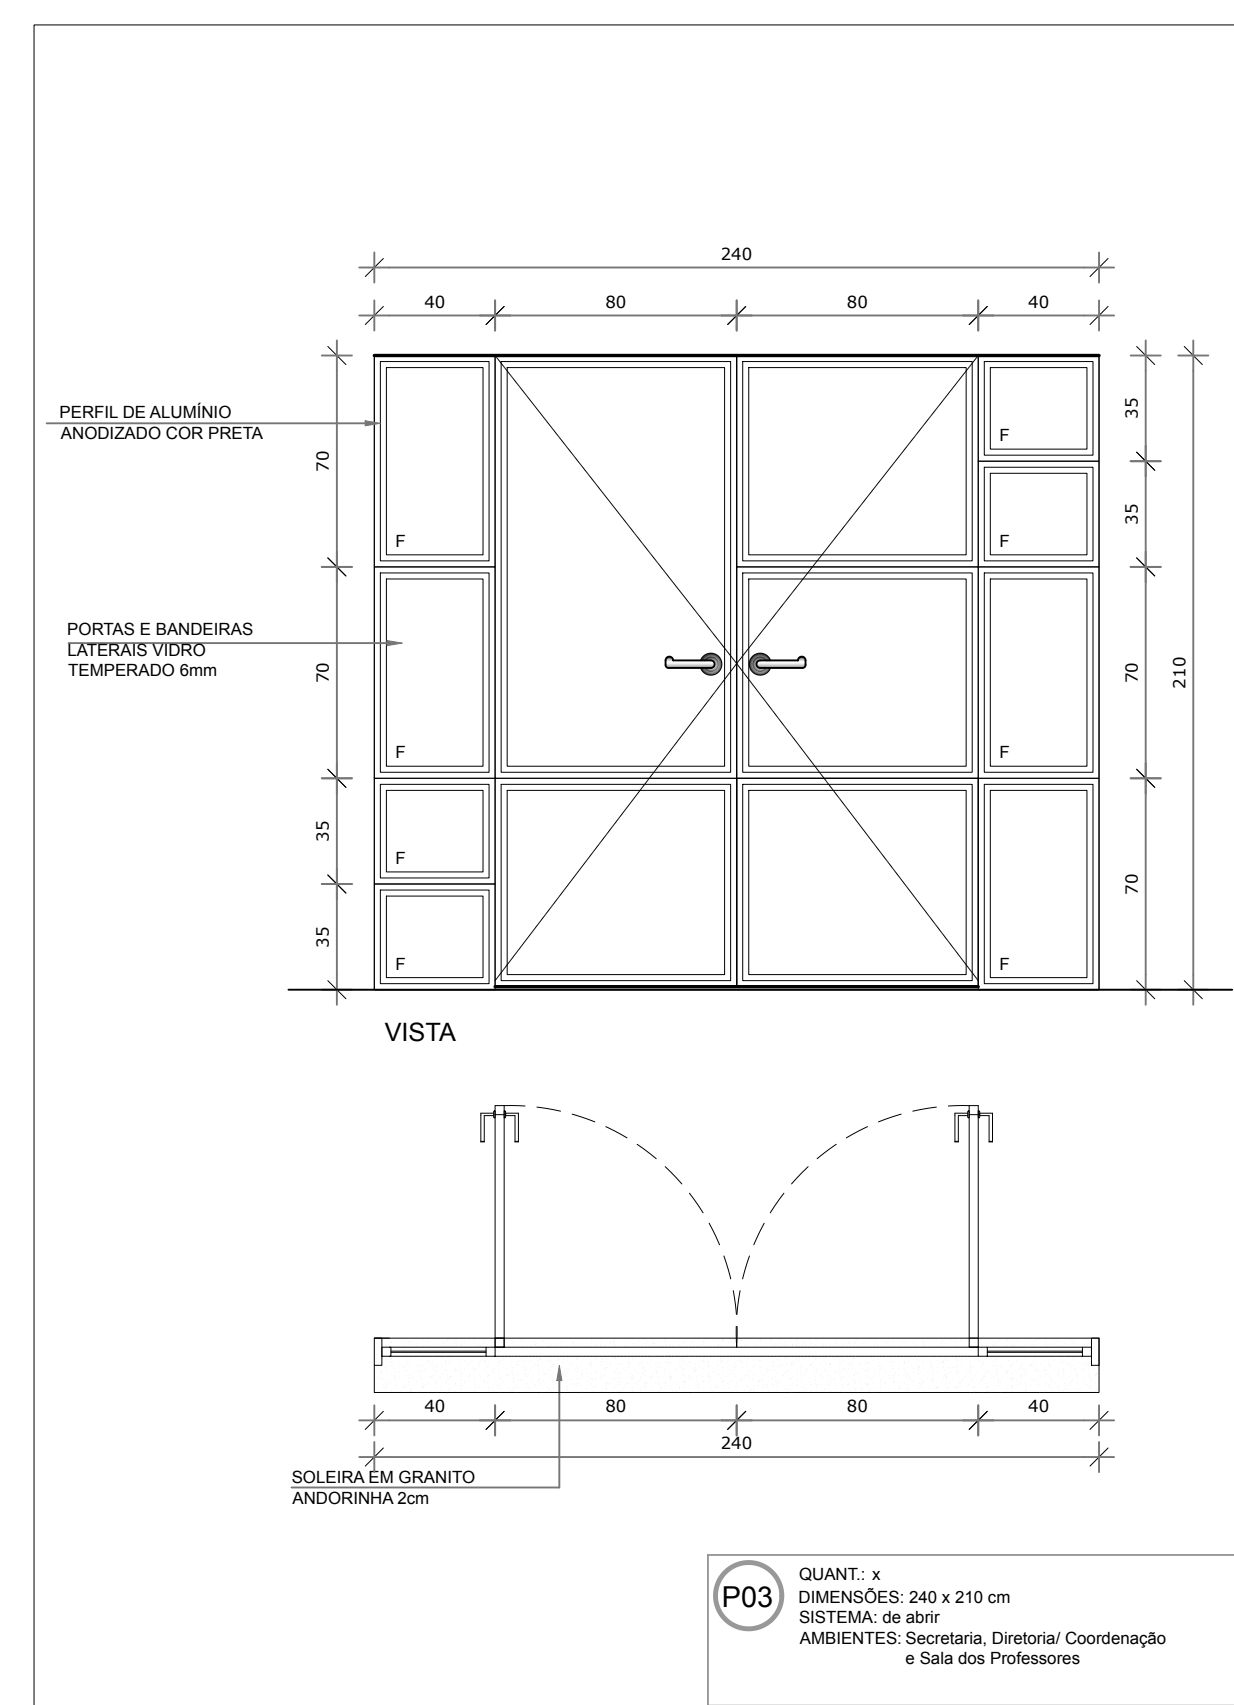 240
40 80 80 40
PERFIL DE ALUMÍNIO
ANODIZADO COR PRETA
70
35
F
F
35
F
F
PORTAS E BANDEIRAS
LATERAIS VIDRO
TEMPERADO 6mm
70
70
210
F
F
35
F
70
35
F
F
VISTA
40 80 80 40
240
SOLEIRA EM GRANITO
ANDORINHA 2cm
P03
QUANT.: x
DIMENSÕES: 240 x 210 cm
SISTEMA: de abrir
AMBIENTES: Secretaria, Diretoria/ Coordenação
e Sala dos Professores